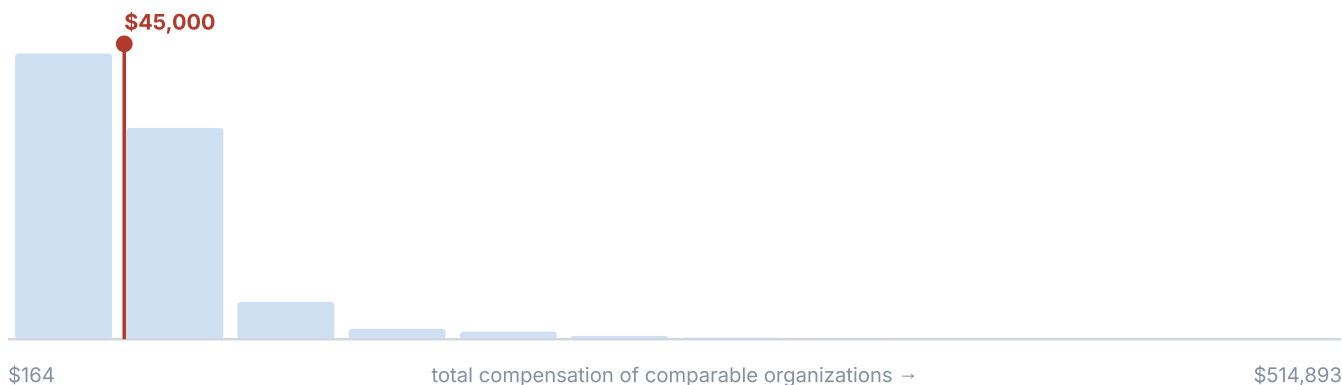 $45,000
$164
total compensation of comparable organizations →
$514,893